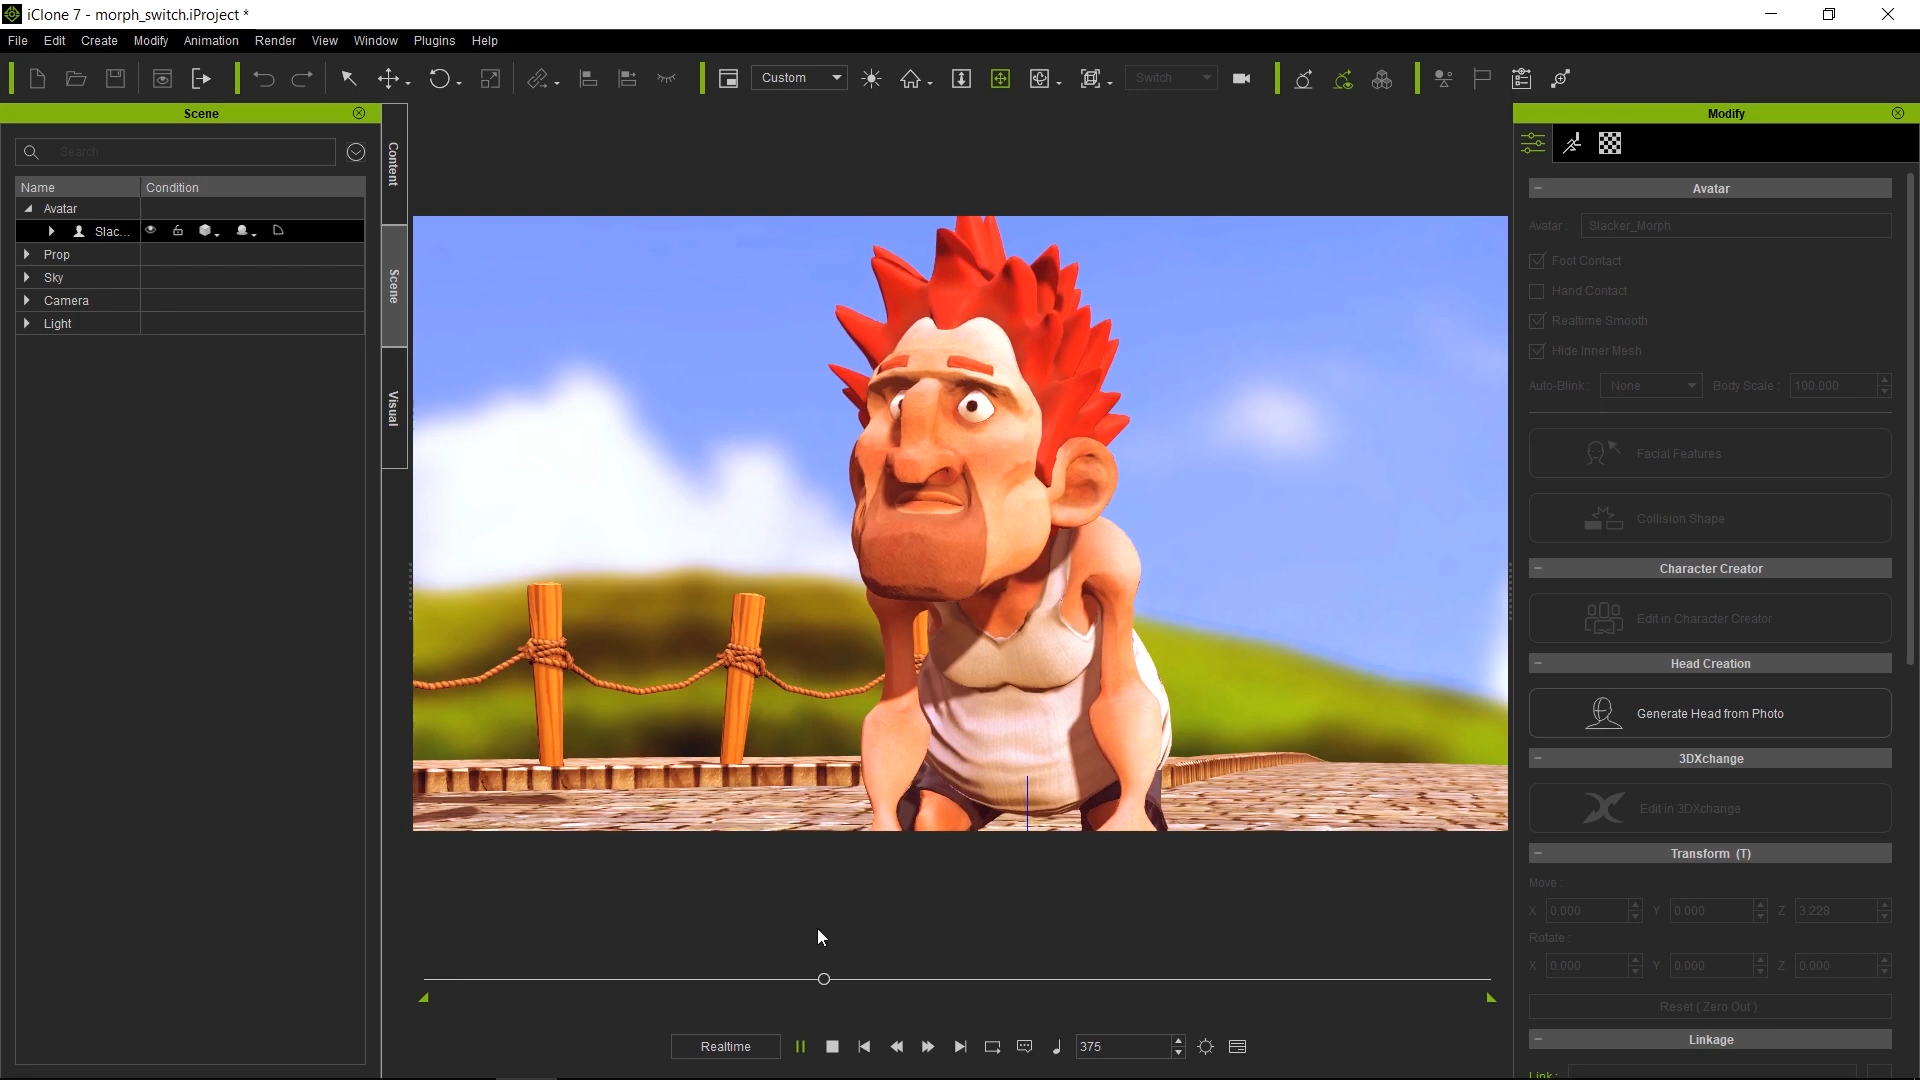 iClone 7 - morph_switch.iProject *
File Edit Create Modify Animation Render View Window Plugins Help
Custom Switch
Scene
Search
Name Condition
Avatar
Slac...
Prop
Sky
Camera
Light
Content
Scene
Visual
Modify
Avatar
Avatar : Slacker_Morph
Foot Contact
Hand Contact
Realtime Smooth
Hide Inner Mesh
Auto-Blink : None Body Scale : 100.000
Facial Features
Collision Shape
Character Creator
Edit in Character Creator
Head Creation
Generate Head from Photo
3DXchange
Edit in 3DXchange
Transform (T)
Move :
X 0.000 Y 0.000 Z 3.228
Rotate :
X 0.000 Y 0.000 Z 0.000
Reset ( Zero Out )
Linkage
Link :
Realtime 375